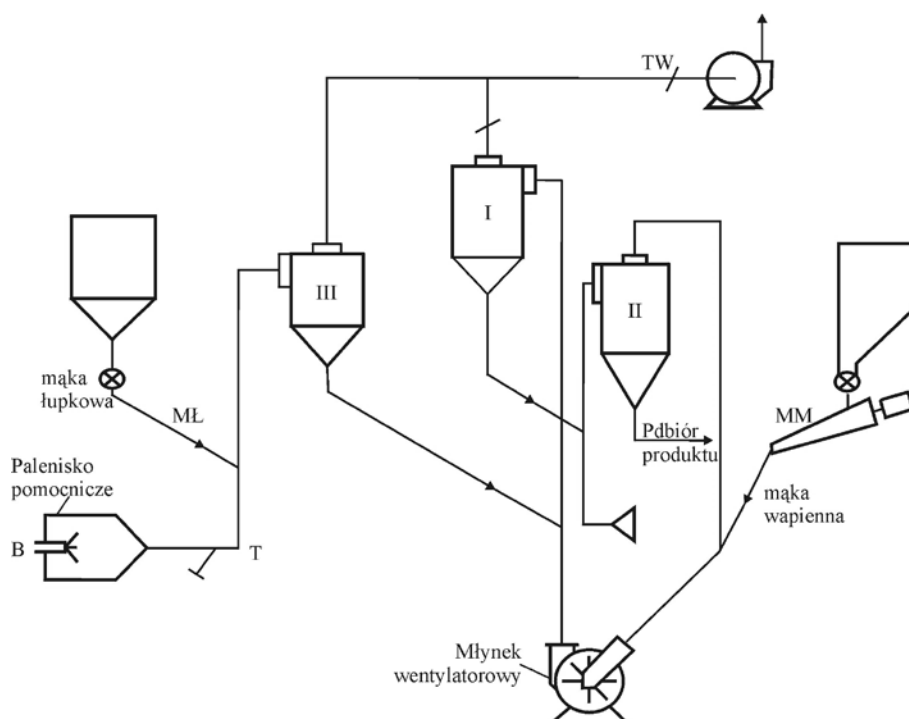 TW
I
III
II
mąka
łupkowa
MŁ
MM
Pdbiór
produktu
mąka
wapienna
Palenisko
pomocnicze
B
T
Młynek
wentylatorowy